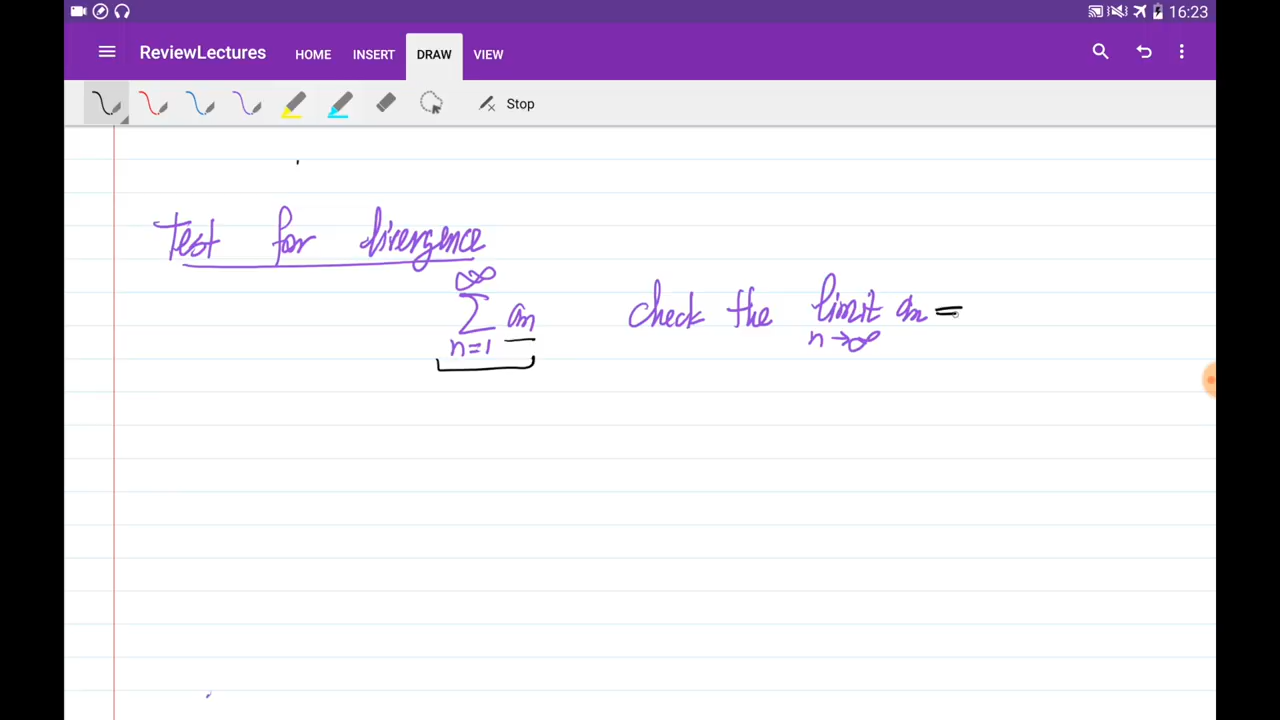 16:23
ReviewLectures HOME INSERT DRAW VIEW
Stop
Test for divergence
∞
∑ an check the limit an =
n=1 n→∞